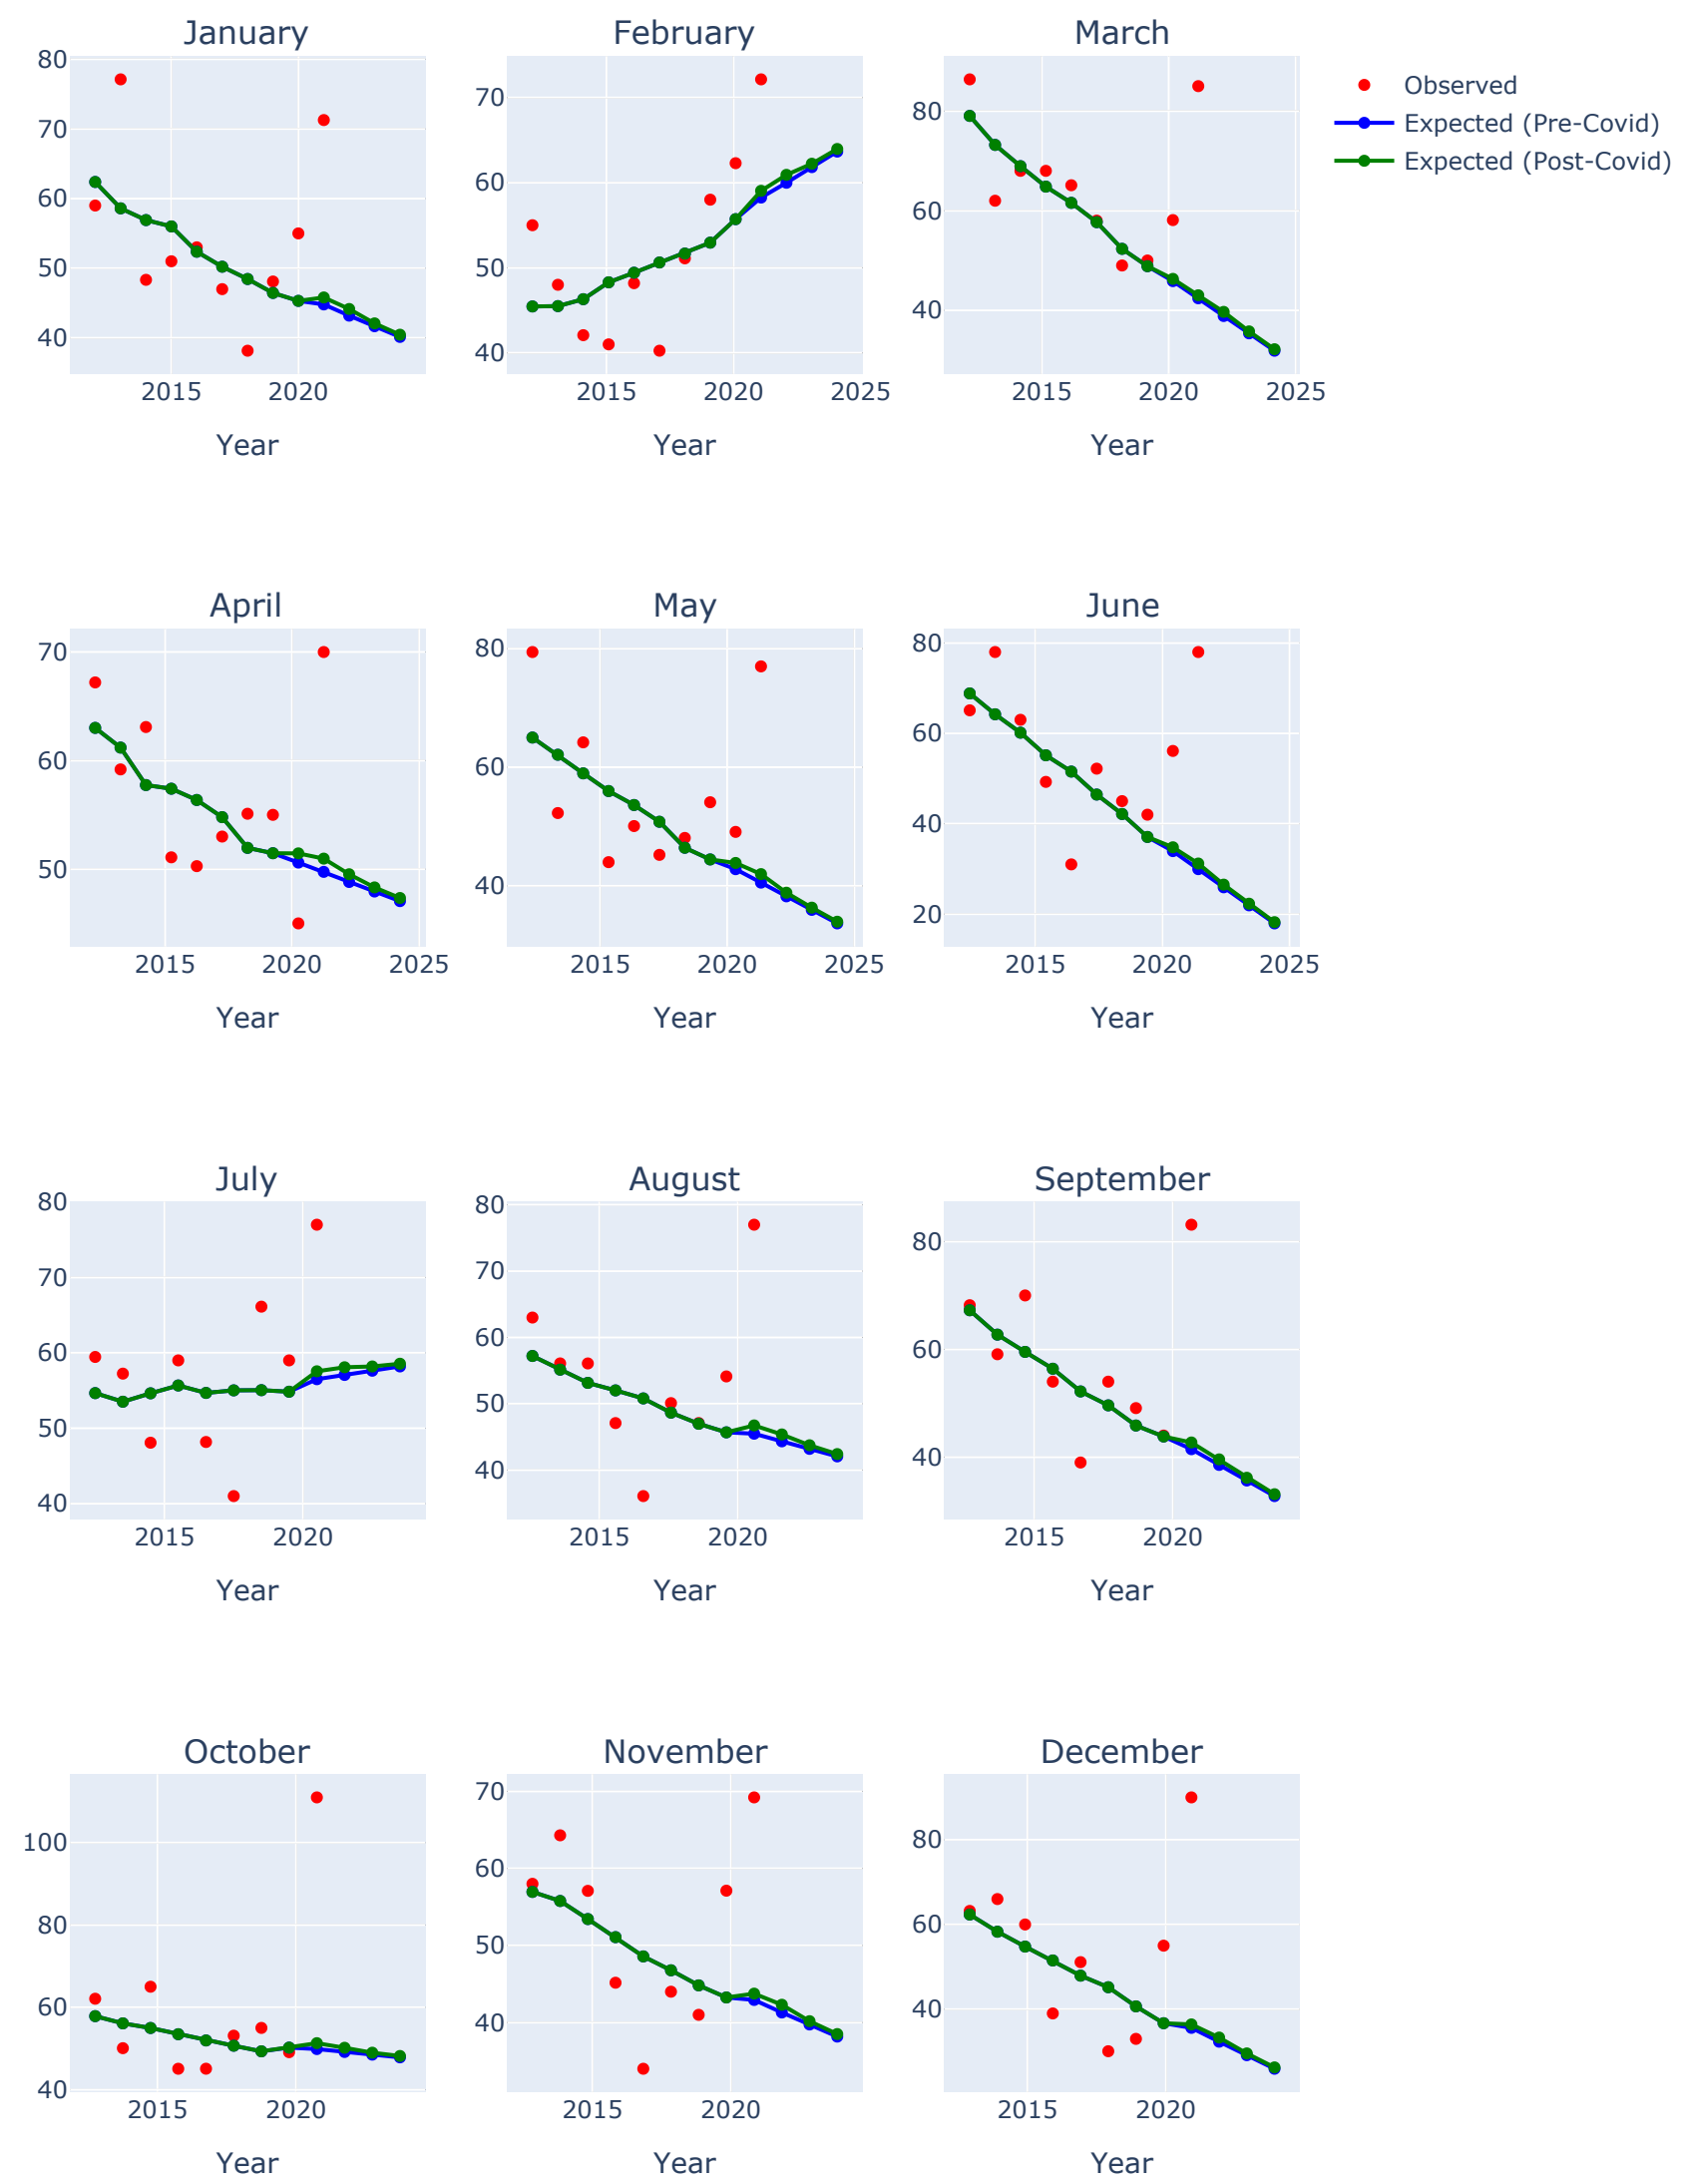 January
February
March
80
70
60
50
40
2015
2020
Year
70
60
50
40
2015
2020
2025
Year
80
60
40
2015
2020
2025
Year
Observed
Expected (Pre-Covid)
Expected (Post-Covid)
April
May
June
70
60
50
2015
2020
2025
Year
80
60
40
2015
2020
2025
Year
80
60
40
20
2015
2020
2025
Year
July
August
September
80
70
60
50
40
2015
2020
Year
80
70
60
50
40
2015
2020
Year
80
60
40
2015
2020
Year
October
November
December
100
80
60
40
2015
2020
Year
70
60
50
40
2015
2020
Year
80
60
40
2015
2020
Year